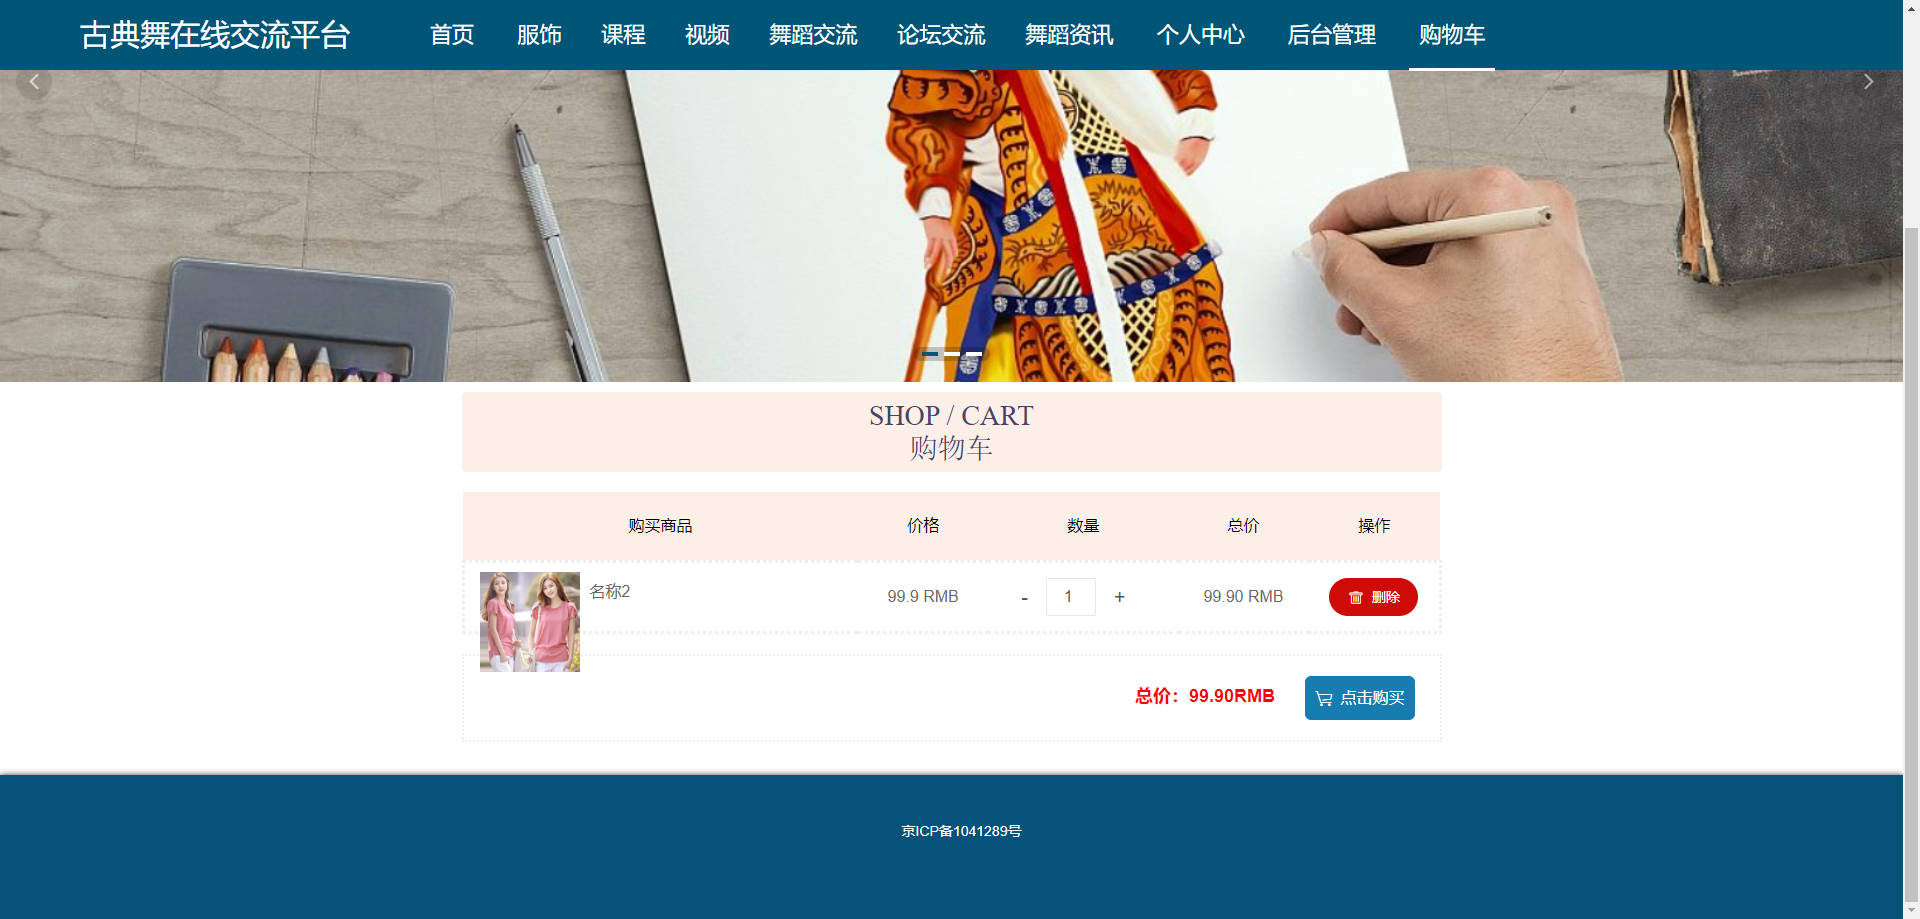 古典舞在线交流平台 首页 服饰 课程 视频 舞蹈交流 论坛交流 舞蹈资讯 个人中心 后台管理 购物车
SHOP / CART
购物车
购买商品 价格 数量 总价 操作
名称2 99.9 RMB - 1 + 99.90 RMB 删除
总价：99.90RMB 点击购买
京ICP备1041289号